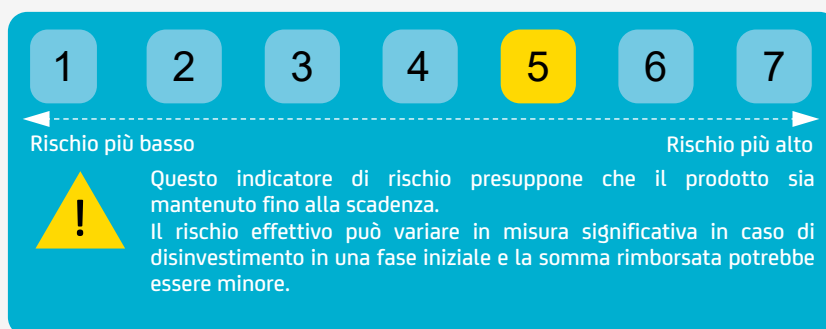 1 2 3 4 5 6 7
Rischio più basso Rischio più alto
!
Questo indicatore di rischio presuppone che il prodotto sia
mantenuto fino alla scadenza.
Il rischio effettivo può variare in misura significativa in caso di
disinvestimento in una fase iniziale e la somma rimborsata potrebbe
essere minore.